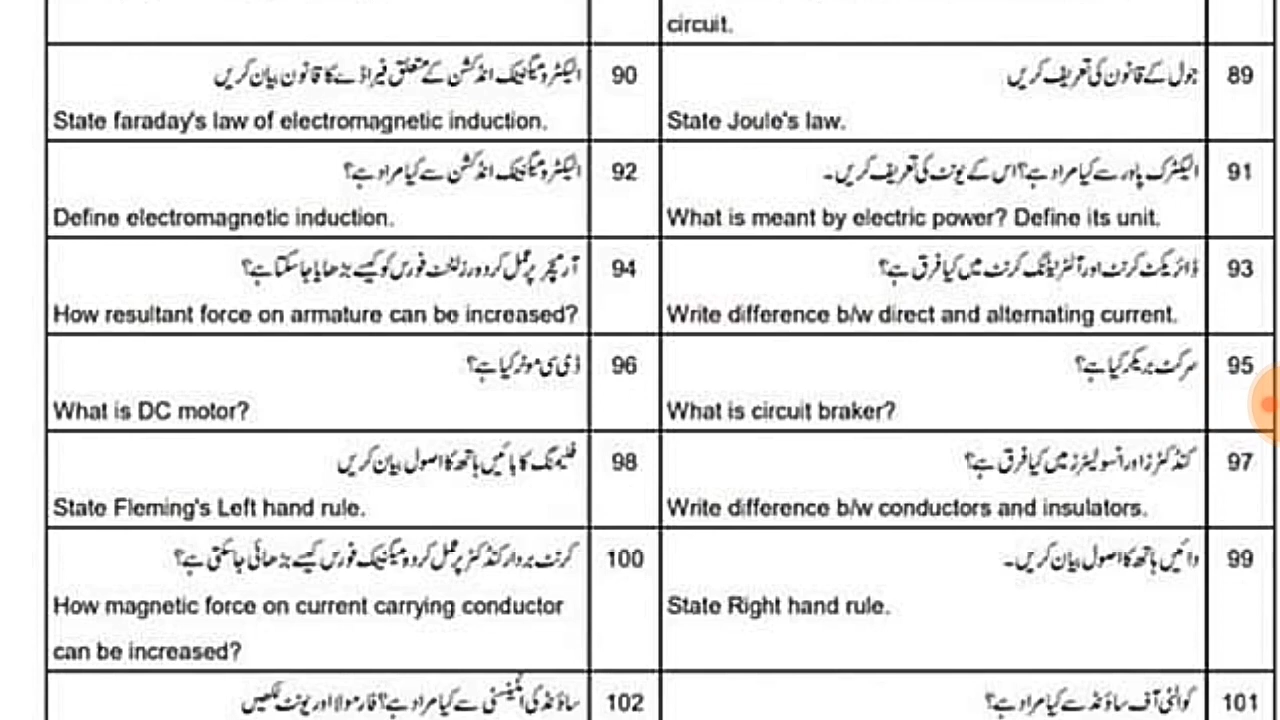 circuit.
89
جول کے قانون کی تعریف کریں
State Joule's law.
90
الیکٹرومیگنیٹک انڈکشن کے متعلق فیراڈے کا قانون بیان کریں
State faraday's law of electromagnetic induction.
91
الیکٹرک پاور سے کیا مراد ہے؟ اس کے یونٹ کی تعریف کریں۔
What is meant by electric power? Define its unit.
92
الیکٹرومیگنیٹک انڈکشن سے کیا مراد ہے؟
Define electromagnetic induction.
93
ڈائریکٹ کرنٹ اور آلٹرنیٹنگ کرنٹ میں کیا فرق ہے؟
Write difference b/w direct and alternating current.
94
آرمیچر پر عمل کردہ ورزلٹنٹ فورس کو کیسے بڑھایا جاسکتا ہے؟
How resultant force on armature can be increased?
95
سرکٹ بریکر کیا ہے؟
What is circuit braker?
96
ڈی سی موٹر کیا ہے؟
What is DC motor?
97
کنڈکٹرز اور انسولیٹرز میں کیا فرق ہے؟
Write difference b/w conductors and insulators.
98
فلیمنگ کا بائیں ہاتھ کا اصول بیان کریں
State Fleming's Left hand rule.
99
دائیں ہاتھ کا اصول بیان کریں۔
State Right hand rule.
100
کرنٹ بردار کنڈکٹر پر عمل کردہ میگنیٹک فورس کیسے بڑھائی جاسکتی ہے؟
How magnetic force on current carrying conductor
can be increased?
101
کوالٹی آف ساؤنڈ سے کیا مراد ہے؟
102
ساؤنڈ کی انٹینسٹی سے کیا مراد ہے؟ فارمولا اور یونٹ لکھیں